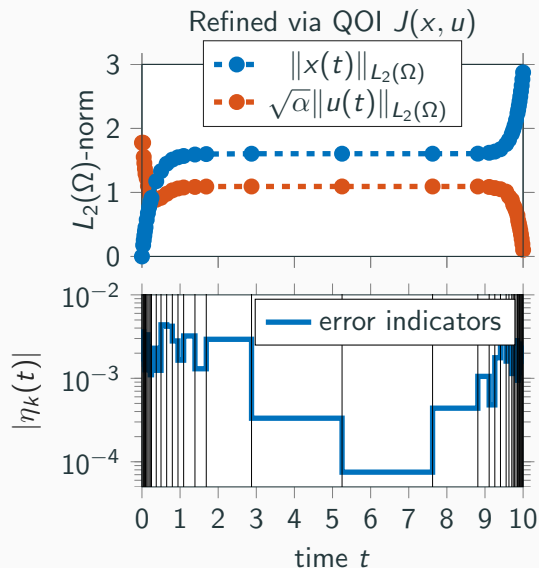 Refined via QOI J(x, u)
3
2
1
0
L₂(Ω)-norm
‖x(t)‖_{L₂(Ω)}
√α‖u(t)‖_{L₂(Ω)}
10⁻²
10⁻³
10⁻⁴
|η_k(t)|
error indicators
0 1 2 3 4 5 6 7 8 9 10
time t